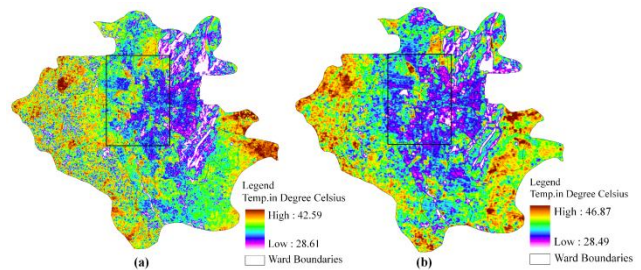 Legend
Temp.in Degree Celsius
High : 42.59
Low : 28.61
Ward Boundaries
(a)
Legend
Temp.in Degree Celsius
High : 46.87
Low : 28.49
Ward Boundaries
(b)